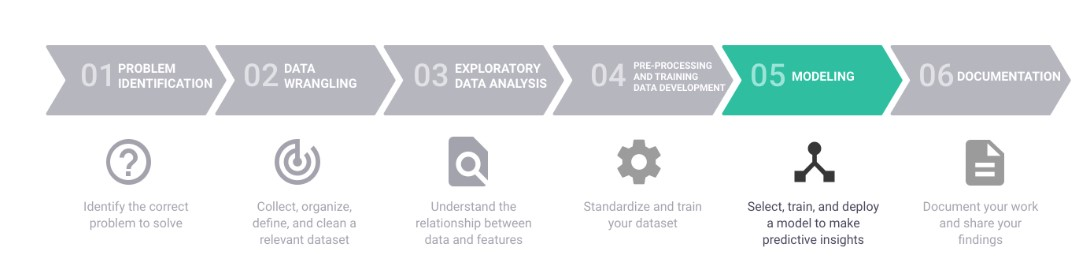 01 PROBLEM
IDENTIFICATION
02 DATA
WRANGLING
03 EXPLORATORY
DATA ANALYSIS
04 PRE-PROCESSING
AND TRAINING
DATA DEVELOPMENT
05 MODELING
06 DOCUMENTATION
Identify the correct
problem to solve
Collect, organize,
define, and clean a
relevant dataset
Understand the
relationship between
data and features
Standardize and train
your dataset
Select, train, and deploy
a model to make
predictive insights
Document your work
and share your
findings